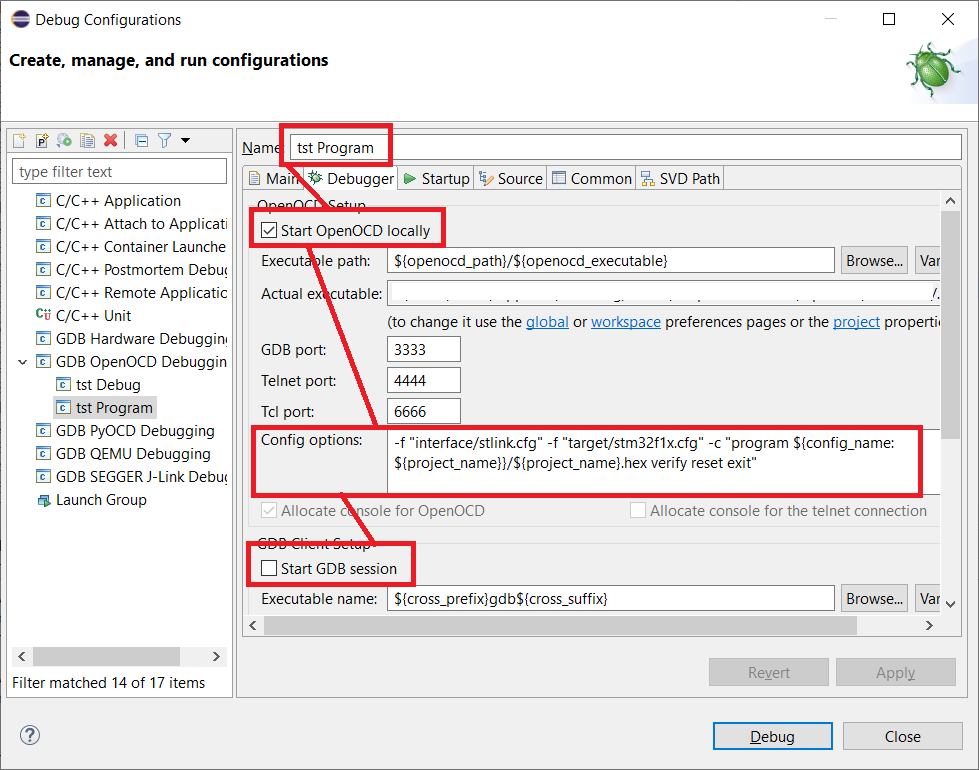 Debug Configurations
Create, manage, and run configurations
type filter text
C/C++ Application
C/C++ Attach to Applicati
C/C++ Container Launche
C/C++ Postmortem Debug
C/C++ Remote Applicatio
C/C++ Unit
GDB Hardware Debugging
GDB OpenOCD Debuggin
tst Debug
tst Program
GDB PyOCD Debugging
GDB QEMU Debugging
GDB SEGGER J-Link Debug
Launch Group
Filter matched 14 of 17 items
Name: tst Program
Main Debugger Startup Source Common SVD Path
OpenOCD Setup
Start OpenOCD locally
Executable path: ${openocd_path}/${openocd_executable} Browse... Var
Actual executable:
(to change it use the global or workspace preferences pages or the project properti
GDB port: 3333
Telnet port: 4444
Tcl port: 6666
Config options: -f "interface/stlink.cfg" -f "target/stm32f1x.cfg" -c "program ${config_name:
${project_name}}/${project_name}.hex verify reset exit"
Allocate console for OpenOCD Allocate console for the telnet connection
GDB Client Setup
Start GDB session
Executable name: ${cross_prefix}gdb${cross_suffix} Browse... Var
Revert Apply
Debug Close